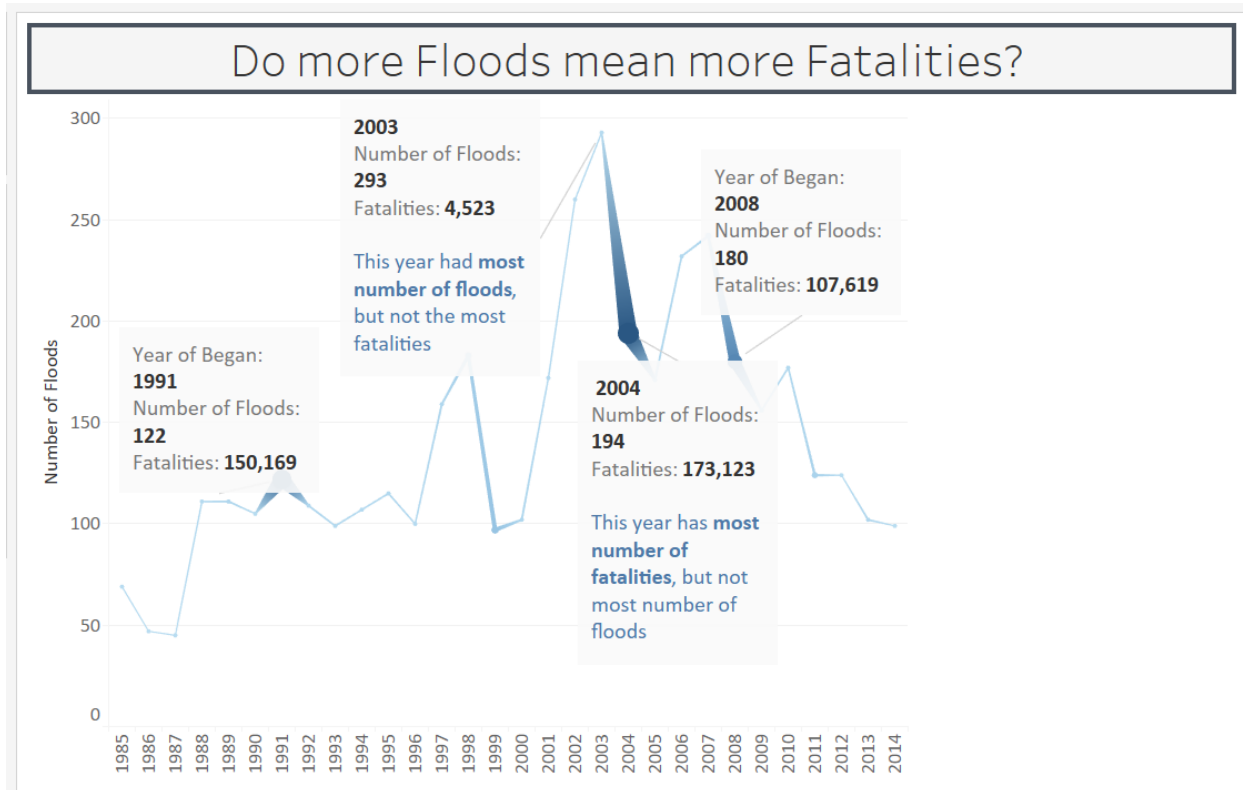 Do more Floods mean more Fatalities?
300
250
200
150
100
50
0
Number of Floods
2003
Number of Floods:
293
Fatalities: 4,523
This year had most
number of floods,
but not the most
fatalities
Year of Began:
2008
Number of Floods:
180
Fatalities: 107,619
Year of Began:
1991
Number of Floods:
122
Fatalities: 150,169
2004
Number of Floods:
194
Fatalities: 173,123
This year has most
number of
fatalities, but not
most number of
floods
1985
1986
1987
1988
1989
1990
1991
1992
1993
1994
1995
1996
1997
1998
1999
2000
2001
2002
2003
2004
2005
2006
2007
2008
2009
2010
2011
2012
2013
2014